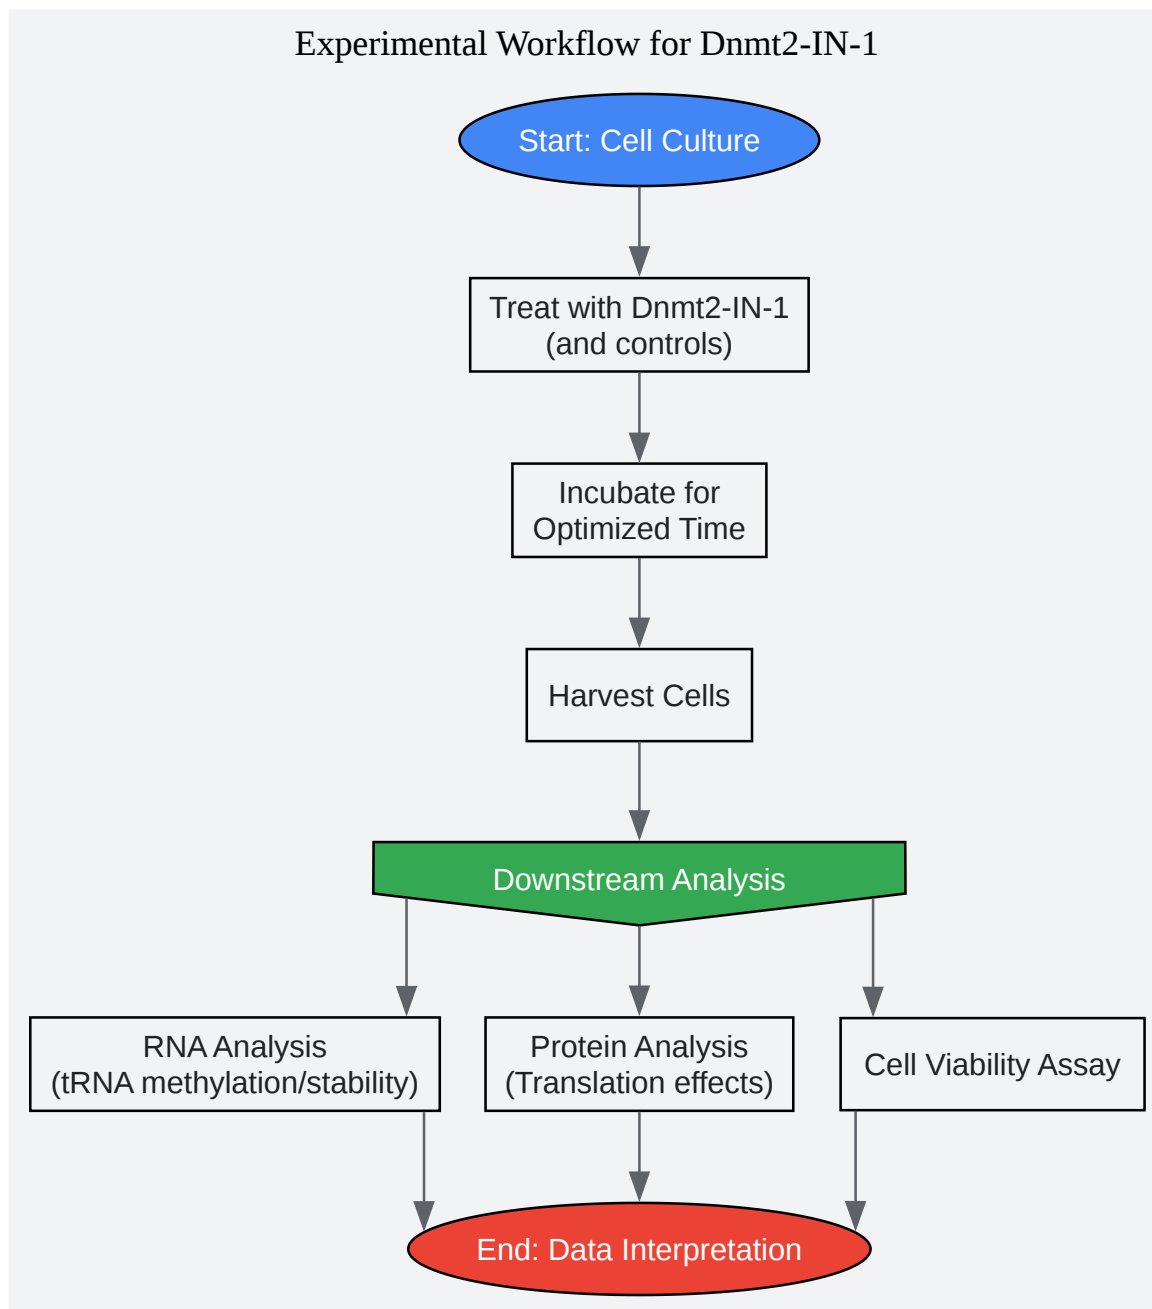 Experimental Workflow for Dnmt2-IN-1
Start: Cell Culture
Treat with Dnmt2-IN-1
(and controls)
Incubate for
Optimized Time
Harvest Cells
Downstream Analysis
RNA Analysis
(tRNA methylation/stability)
Protein Analysis
(Translation effects)
Cell Viability Assay
End: Data Interpretation